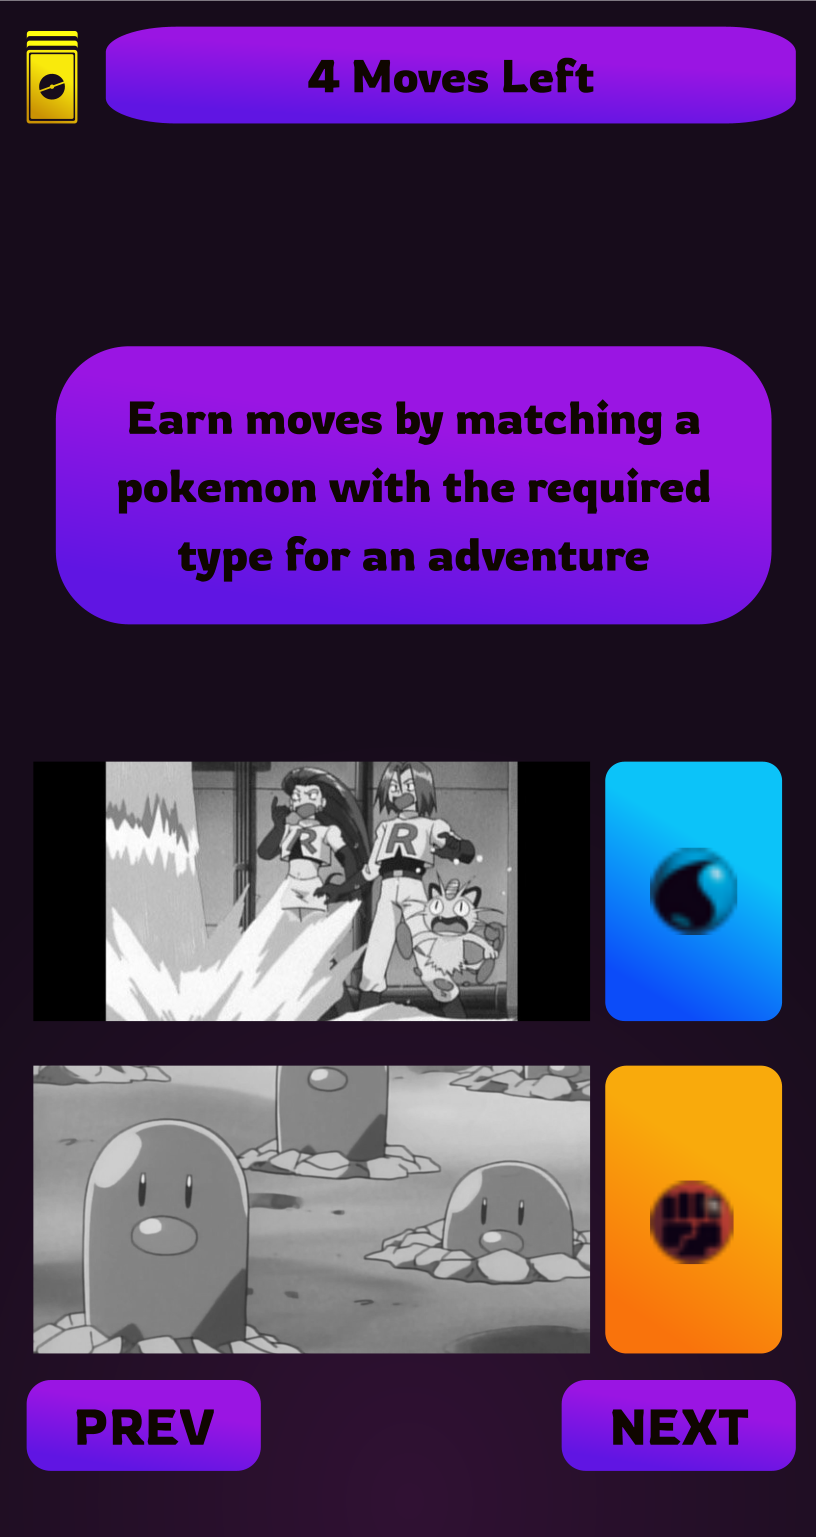 4 Moves Left
Earn moves by matching a
pokemon with the required
type for an adventure
R R
PREV NEXT